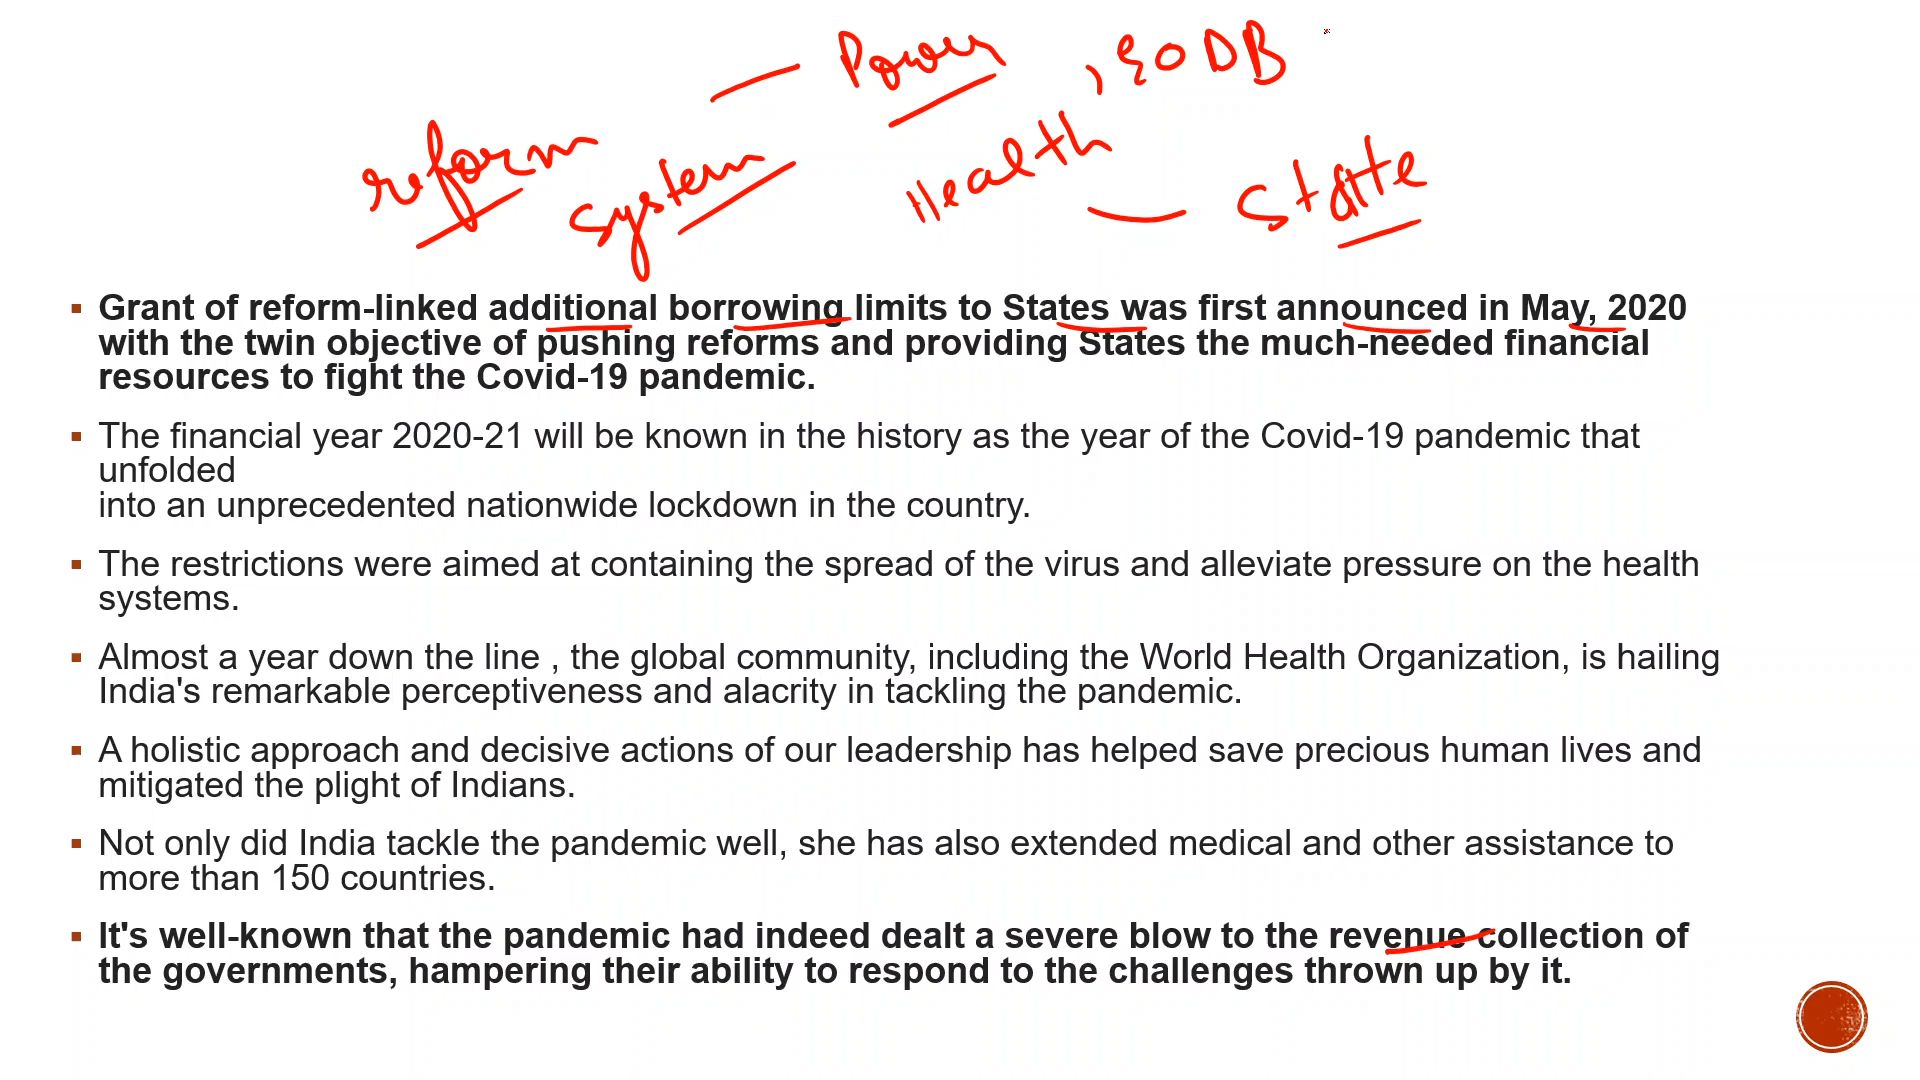 Power , EODB
reform system Health State
Grant of reform-linked additional borrowing limits to States was first announced in May, 2020
with the twin objective of pushing reforms and providing States the much-needed financial
resources to fight the Covid-19 pandemic.
The financial year 2020-21 will be known in the history as the year of the Covid-19 pandemic that
unfolded
into an unprecedented nationwide lockdown in the country.
The restrictions were aimed at containing the spread of the virus and alleviate pressure on the health
systems.
Almost a year down the line , the global community, including the World Health Organization, is hailing
India's remarkable perceptiveness and alacrity in tackling the pandemic.
A holistic approach and decisive actions of our leadership has helped save precious human lives and
mitigated the plight of Indians.
Not only did India tackle the pandemic well, she has also extended medical and other assistance to
more than 150 countries.
It's well-known that the pandemic had indeed dealt a severe blow to the revenue collection of
the governments, hampering their ability to respond to the challenges thrown up by it.